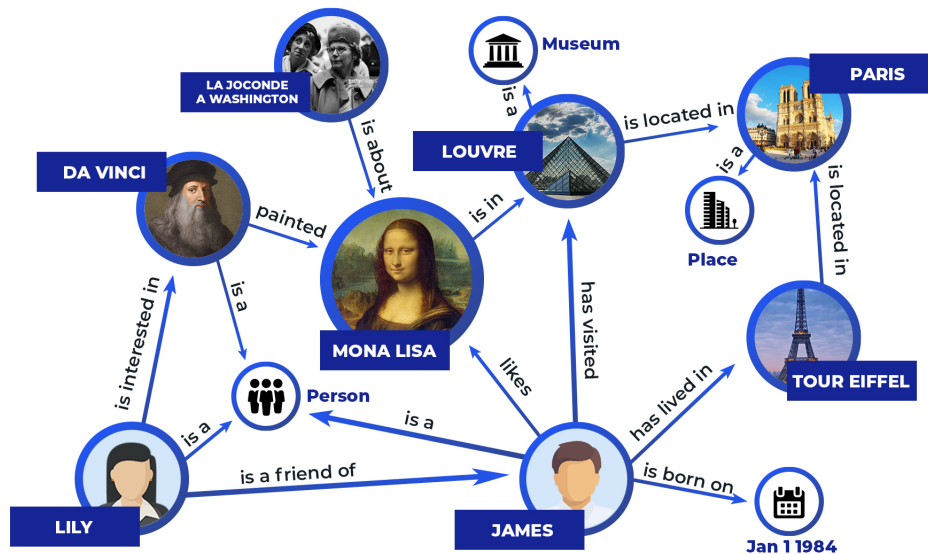 Museum
PARIS
LA JOCONDE
A WASHINGTON
is a
is located in
LOUVRE
is about
is a
DA VINCI
is located in
painted
is in
Place
is a
is interested in
has visited
MONA LISA
likes
has lived in
TOUR EIFFEL
Person
is a
is a
is a friend of
is born on
LILY
JAMES
Jan 1 1984